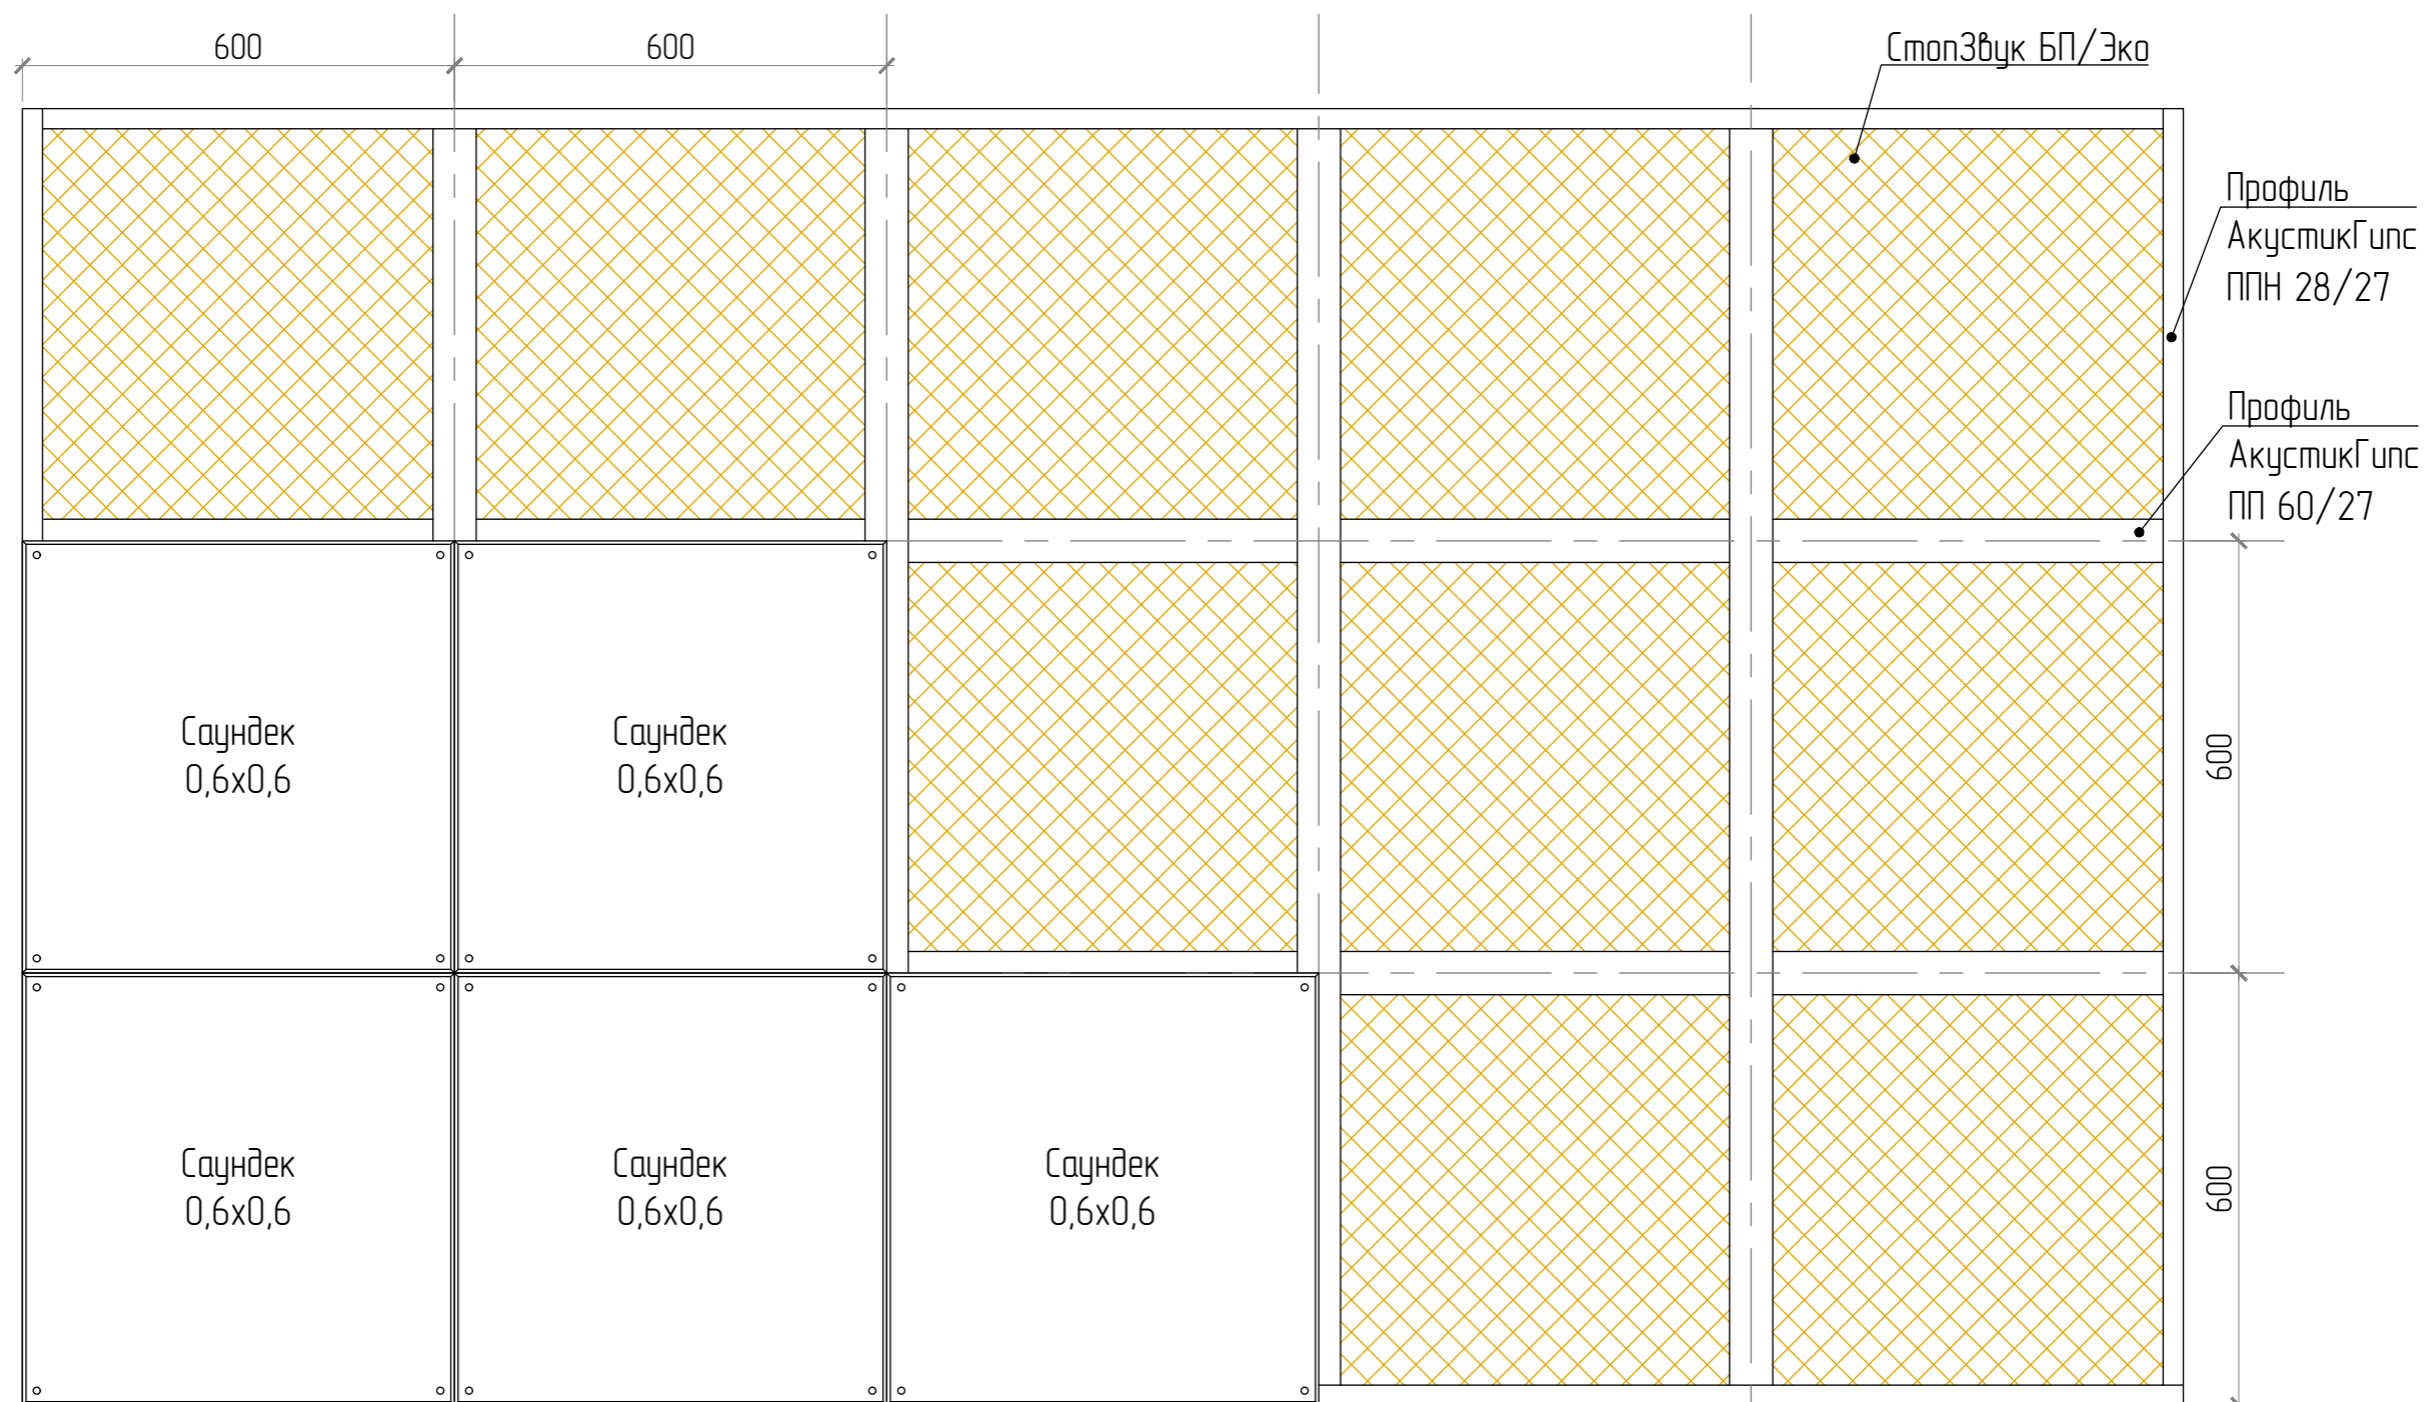 600
600
СтопЗвук БП/Эко
Профиль
АкустикГипс
ППН 28/27
Профиль
АкустикГипс
ПП 60/27
Саундек
0,6х0,6
Саундек
0,6х0,6
600
Саундек
0,6х0,6
Саундек
0,6х0,6
Саундек
0,6х0,6
600